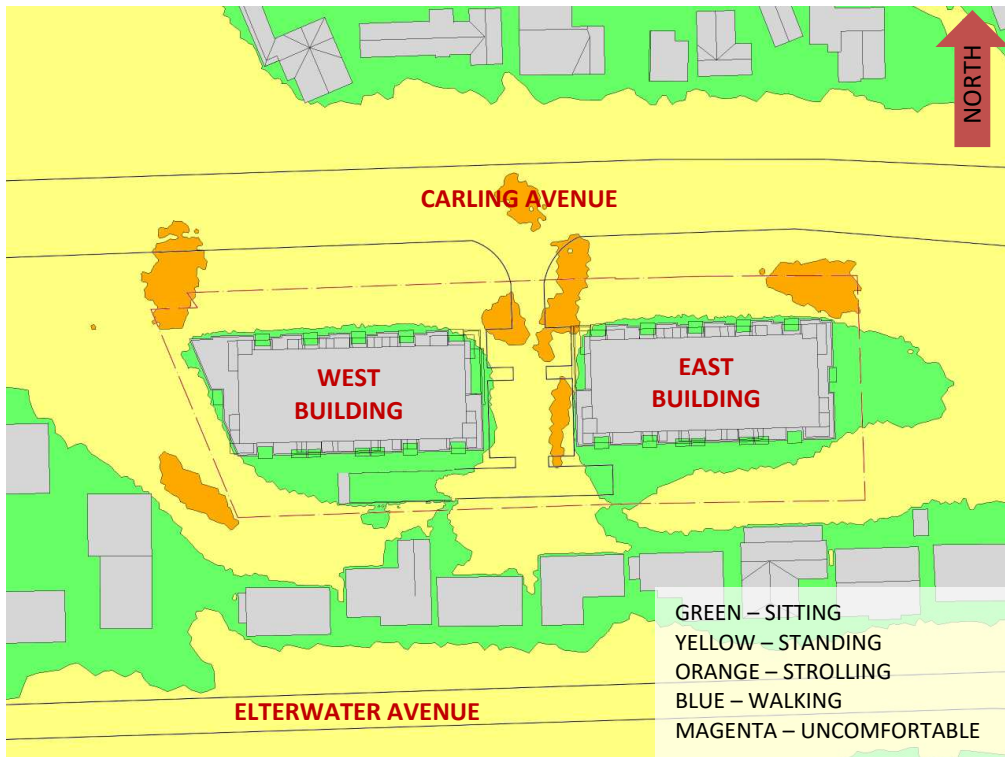 NORTH
CARLING AVENUE
WEST
BUILDING
EAST
BUILDING
GREEN – SITTING
YELLOW – STANDING
ORANGE – STROLLING
BLUE – WALKING
MAGENTA – UNCOMFORTABLE
ELTERWATER AVENUE